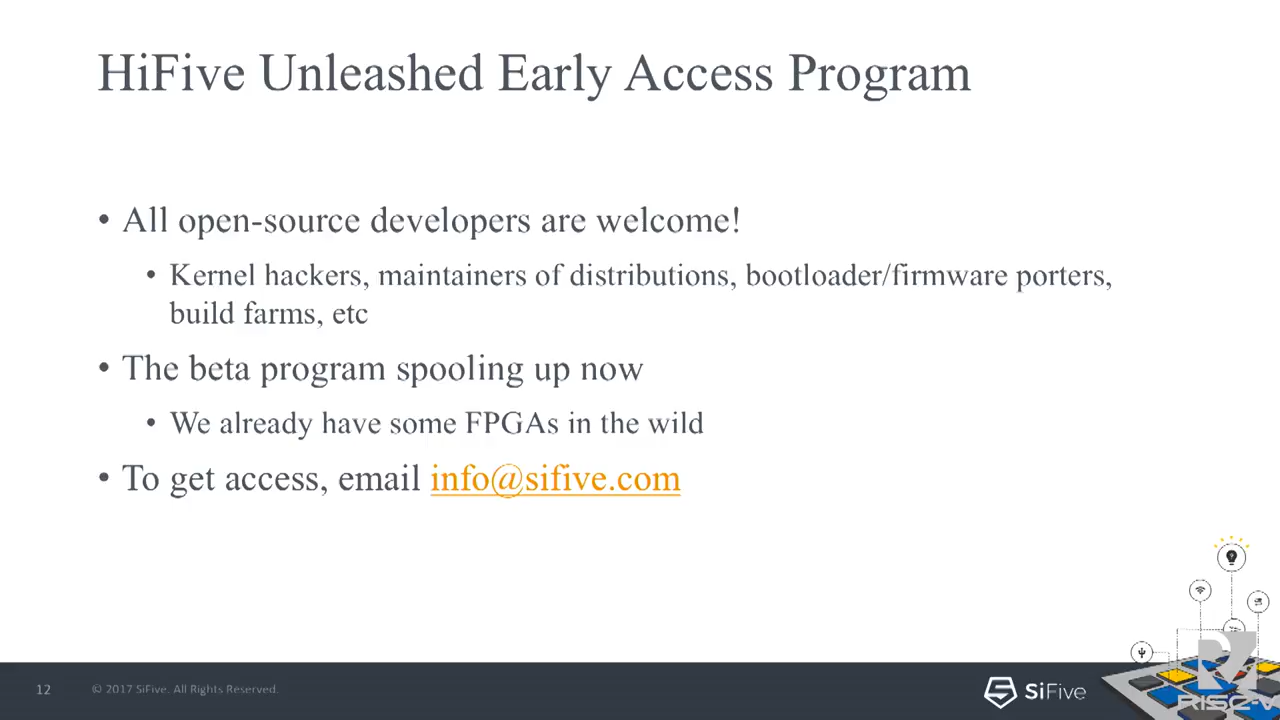 HiFive Unleashed Early Access Program
• All open-source developers are welcome!
• Kernel hackers, maintainers of distributions, bootloader/firmware porters,
build farms, etc
• The beta program spooling up now
• We already have some FPGAs in the wild
• To get access, email info@sifive.com
12
© 2017 SiFive. All Rights Reserved.
SiFive
RISC-V